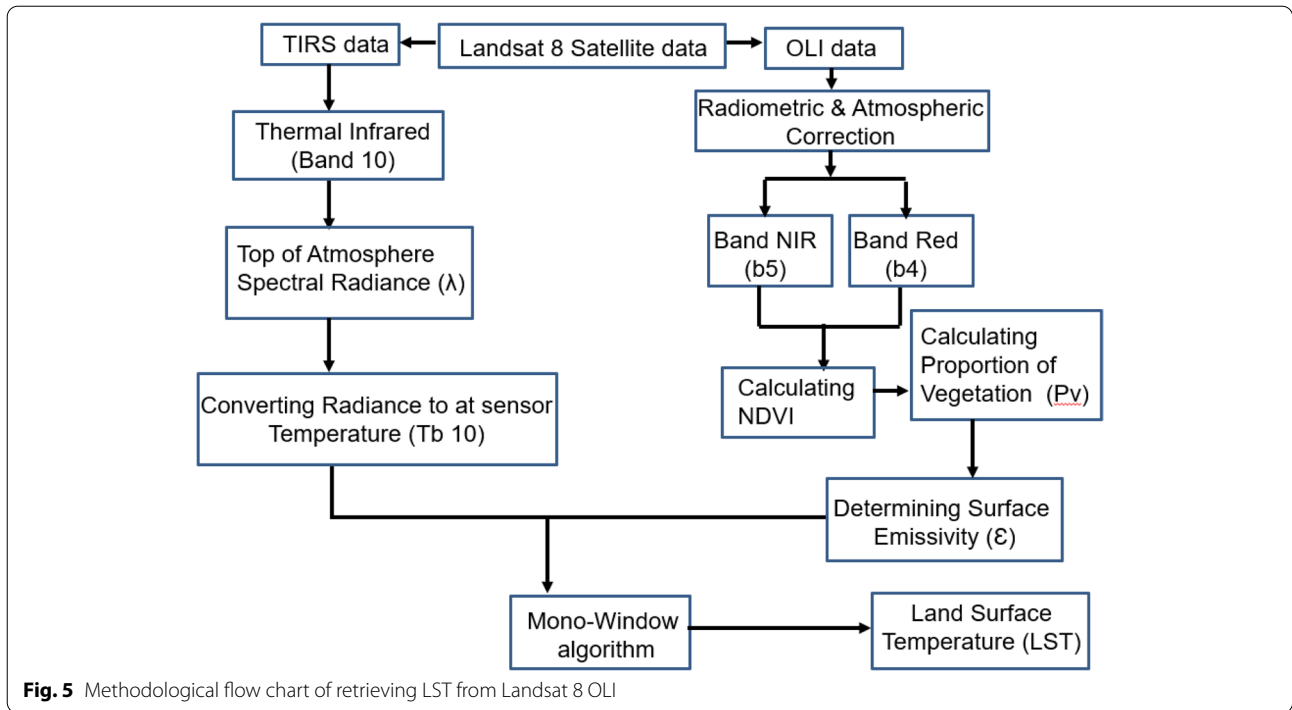 TIRS data
Landsat 8 Satellite data
OLI data
Thermal Infrared
(Band 10)
Radiometric & Atmospheric
Correction
Top of Atmosphere
Spectral Radiance (λ)
Band NIR
(b5)
Band Red
(b4)
Converting Radiance to at sensor
Temperature (Tb 10)
Calculating
NDVI
Calculating
Proportion of
Vegetation (Pv)
Determining Surface
Emissivity (Ɛ)
Mono-Window
algorithm
Land Surface
Temperature (LST)
Fig. 5 Methodological flow chart of retrieving LST from Landsat 8 OLI